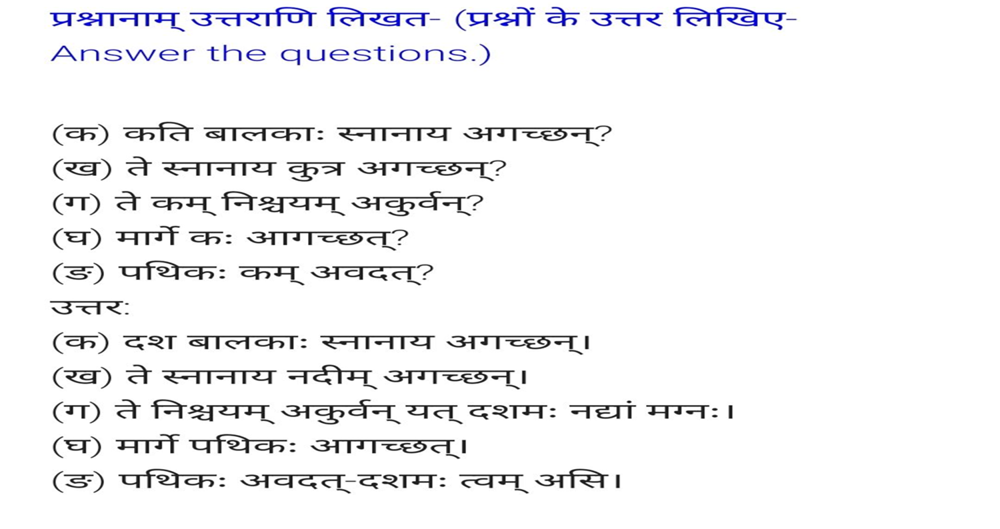 प्रश्नानाम् उत्तराणि लिखत- (प्रश्नों के उत्तर लिखिए-
Answer the questions.)
(क) कति बालकाः स्नानाय अगच्छन्?
(ख) ते स्नानाय कुत्र अगच्छन्?
(ग) ते कम् निश्चयम् अकुर्वन्?
(घ) मार्गे कः आगच्छत्?
(ङ) पथिकः कम् अवदत्?
उत्तर:
(क) दश बालकाः स्नानाय अगच्छन्।
(ख) ते स्नानाय नदीम् अगच्छन्।
(ग) ते निश्चयम् अकुर्वन् यत् दशमः नद्यां मग्नः।
(घ) मार्गे पथिकः आगच्छत्।
(ङ) पथिकः अवदत्-दशमः त्वम् असि।